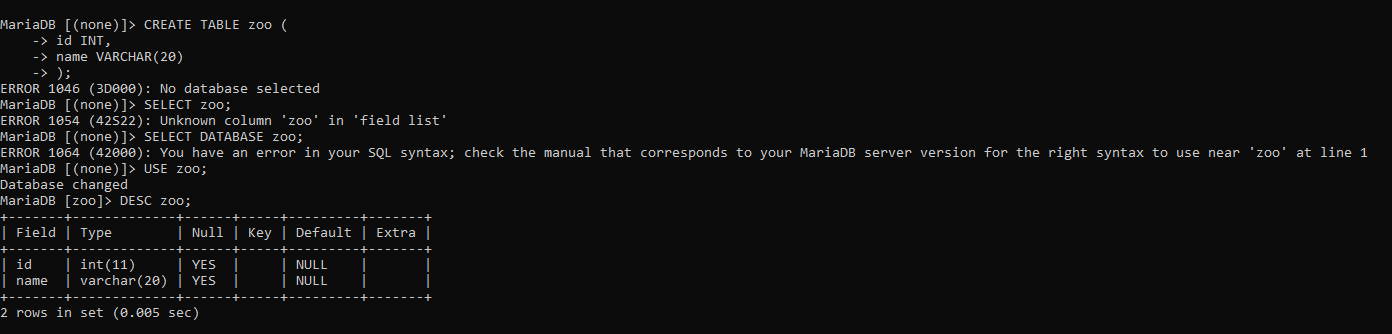 MariaDB [(none)]> CREATE TABLE zoo (
    -> id INT,
    -> name VARCHAR(20)
    -> );
ERROR 1046 (3D000): No database selected
MariaDB [(none)]> SELECT zoo;
ERROR 1054 (42S22): Unknown column 'zoo' in 'field list'
MariaDB [(none)]> SELECT DATABASE zoo;
ERROR 1064 (42000): You have an error in your SQL syntax; check the manual that corresponds to your MariaDB server version for the right syntax to use near 'zoo' at line 1
MariaDB [(none)]> USE zoo;
Database changed
MariaDB [zoo]> DESC zoo;
+-------+-------------+------+-----+---------+-------+
| Field | Type        | Null | Key | Default | Extra |
+-------+-------------+------+-----+---------+-------+
| id    | int(11)     | YES  |     | NULL    |       |
| name  | varchar(20) | YES  |     | NULL    |       |
+-------+-------------+------+-----+---------+-------+
2 rows in set (0.005 sec)